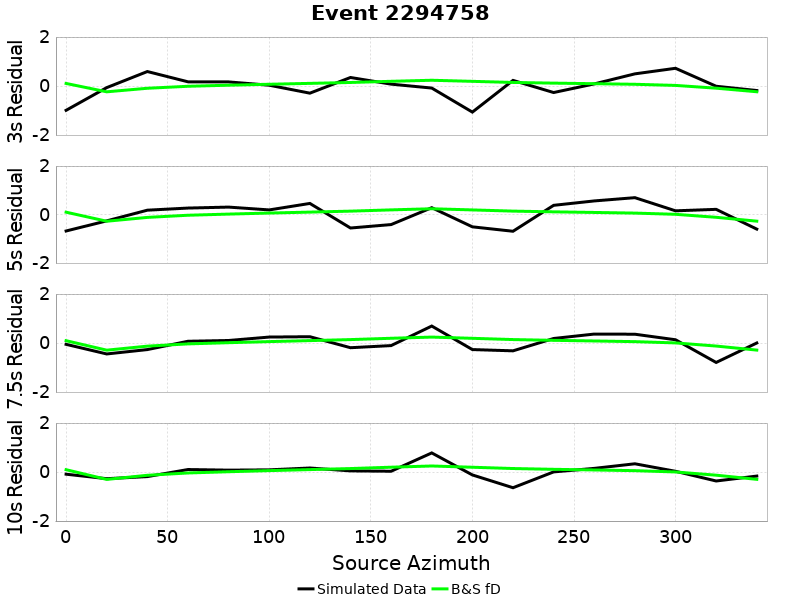 Event 2294758
3s Residual
2
0
-2
5s Residual
2
0
-2
7.5s Residual
2
0
-2
10s Residual
2
0
-2
0 50 100 150 200 250 300
Source Azimuth
Simulated Data B&S fD